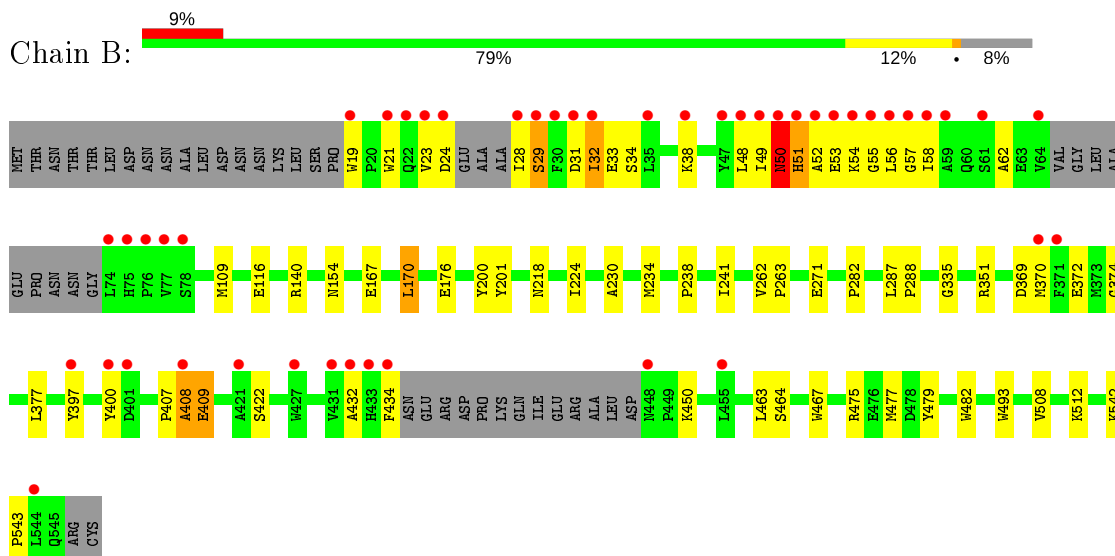 9%
Chain B:
79% 12% • 8%
MET THR ASN THR THR LEU ASP PRO ASN ASN ALA LEU ASP ASN ASN LYS LEU SER PRO W19 P20 W21 Q22 V23 D24 GLU ALA ALA I28 S29 F30 D31 I32 E33 S34 L35 K38 Y47 L48 I49 N50 H51 A52 E53 K54 G55 L56 G57 I58 A59 Q60 S61 A62 E63 V64 VAL GLY LEU ALA
GLU PRO ASN ASN GLY L74 H75 P76 V77 S78 M109 E116 R140 N154 E167 L170 E176 Y200 Y201 N218 I224 A230 M234 P238 I241 V262 P263 E271 P282 L287 P288 G335 R351 D369 M370 F371 E372 M373 G374
L377 Y397 Y400 D401 P407 A408 E409 A421 S422 W427 V431 A432 H433 F434 ASN GLU ARG ASP PRO LYS GLN ILE GLU ARG ALA LEU ASP N448 P449 K450 L455 L463 S464 W467 R475 E476 M477 D478 Y479 W482 W493 V508 K512 K542
P543 L544 Q545 ARG CYS